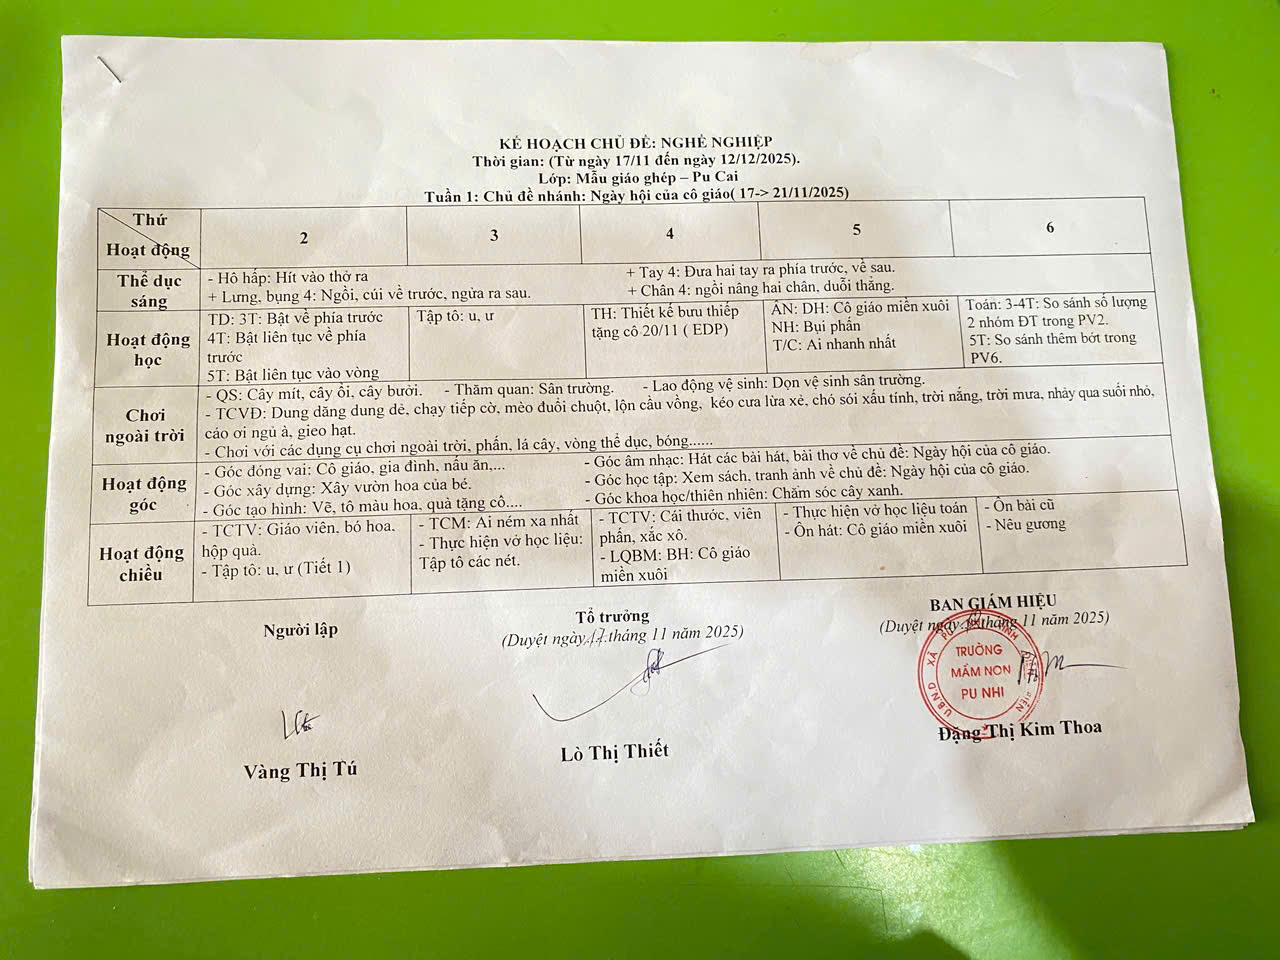 KẾ HOẠCH CHỦ ĐỀ: NGHỀ NGHIỆP
Thời gian: (Từ ngày 17/11 đến ngày 12/12/2025).
Lớp: Mẫu giáo ghép – Pu Cai
Tuần 1: Chủ đề nhánh: Ngày hội của cô giáo( 17-> 21/11/2025)
Thứ
Hoạt động
2
3
4
5
6
Thể dục
sáng
- Hô hấp: Hít vào thở ra
+ Lưng, bụng 4: Ngồi, cúi về trước, ngửa ra sau.
+ Tay 4: Đưa hai tay ra phía trước, về sau.
+ Chân 4: ngồi nâng hai chân, duỗi thẳng.
Hoạt động
học
TD: 3T: Bật về phía trước
4T: Bật liên tục về phía
trước
5T: Bật liên tục vào vòng
Tập tô: u, ư
TH: Thiết kế bưu thiếp
tặng cô 20/11 ( EDP)
ÂN: DH: Cô giáo miền xuôi
NH: Bụi phấn
T/C: Ai nhanh nhất
Toán: 3-4T: So sánh số lượng
2 nhóm ĐT trong PV2.
5T: So sánh thêm bớt trong
PV6.
Chơi
ngoài trời
- QS: Cây mít, cây ổi, cây bưởi. - Thăm quan: Sân trường. - Lao động vệ sinh: Dọn vệ sinh sân trường.
- TCVĐ: Dung dăng dung dẻ, chạy tiếp cờ, mèo đuổi chuột, lộn cầu vồng, kéo cưa lừa xẻ, chó sói xấu tính, trời nắng, trời mưa, nhảy qua suối nhỏ,
cáo ơi ngủ à, gieo hạt.
- Chơi với các dụng cụ chơi ngoài trời, phấn, lá cây, vòng thể dục, bóng......
Hoạt động
góc
- Góc đóng vai: Cô giáo, gia đình, nấu ăn,...
- Góc xây dựng: Xây vườn hoa của bé.
- Góc tạo hình: Vẽ, tô màu hoa, quà tặng cô....
- Góc âm nhạc: Hát các bài hát, bài thơ về chủ đề: Ngày hội của cô giáo.
- Góc học tập: Xem sách, tranh ảnh về chủ đề: Ngày hội của cô giáo.
- Góc khoa học/thiên nhiên: Chăm sóc cây xanh.
Hoạt động
chiều
- TCTV: Giáo viên, bó hoa,
hộp quà.
- Tập tô: u, ư (Tiết 1)
- TCM: Ai ném xa nhất
- Thực hiện vở học liệu:
Tập tô các nét.
- TCTV: Cái thước, viên
phấn, xắc xô.
- LQBM: BH: Cô giáo
miền xuôi
- Thực hiện vở học liệu toán
- Ôn hát: Cô giáo miền xuôi
- Ôn bài cũ
- Nêu gương
Người lập
Vàng Thị Tú
Tổ trưởng
(Duyệt ngày.17.tháng 11 năm 2025)
Lò Thị Thiết
BAN GIÁM HIỆU
(Duyệt ngày tháng 11 năm 2025)
U.B.N.D XÃ PU
TRƯỜNG
MẦM NON
PU NHI
Đặng Thị Kim Thoa